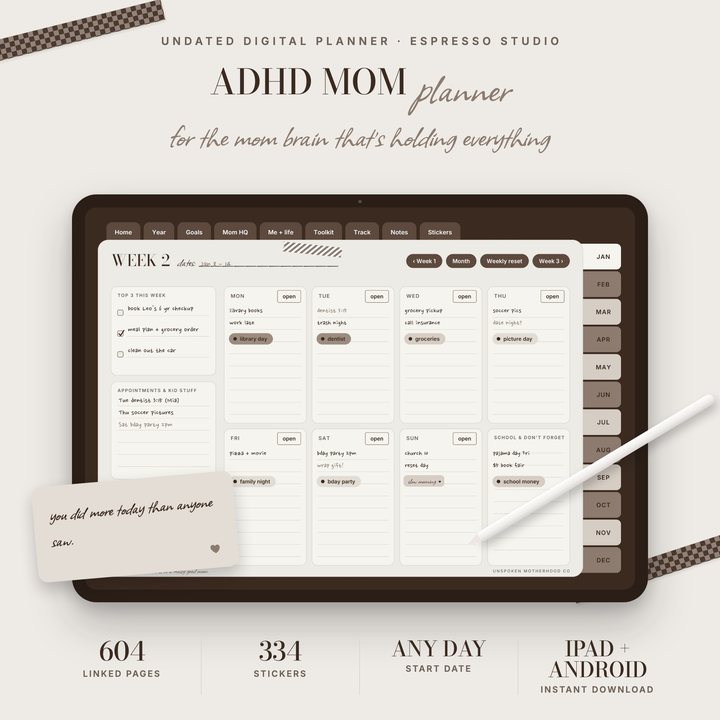 UNDATED DIGITAL PLANNER · ESPRESSO STUDIO
ADHD MOM planner
for the mom brain that's holding everything
Home Year Goals Mom HQ Me + life Toolkit Track Notes Stickers
WEEK 2 dates Jan 8 - 14
‹ Week 1 Month Weekly reset Week 3 ›
TOP 3 THIS WEEK
book Leo's 6 yr checkup
meal plan + grocery order
clean out the car
APPOINTMENTS & KID STUFF
Tue dentist 3:15 (Mia)
Thu soccer pictures
Sat bday party 2pm
MON open
library books
work late
library day
TUE open
dentist 3:15
trash night
dentist
WED open
grocery pickup
call insurance
groceries
THU open
soccer pics
date night?
picture day
FRI open
pizza + movie
family night
SAT open
bday party 2pm
wrap gift!
bday party
SUN open
church 10
reset day
slow morning
SCHOOL & DON'T FORGET
pajama day Fri
$5 book fair
school money
UNSPOKEN MOTHERHOOD CO
JAN
FEB
MAR
APR
MAY
JUN
JUL
AUG
SEP
OCT
NOV
DEC
you did more today than anyone
saw.
604
LINKED PAGES
334
STICKERS
ANY DAY
START DATE
IPAD +
ANDROID
INSTANT DOWNLOAD